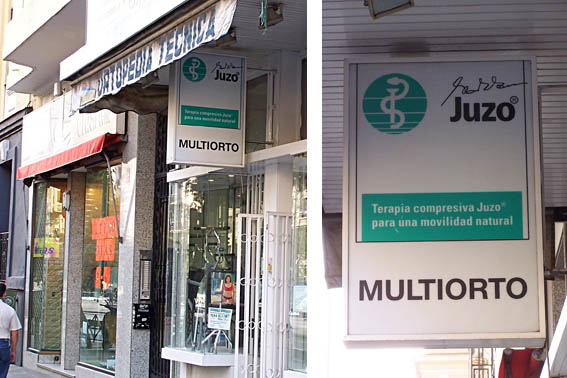 ORTOPEDIA TECNICA
Juzo®
Terapia compresiva Juzo®
para una movilidad natural
MULTIORTO
Juzo®
Terapia compresiva Juzo®
para una movilidad natural
MULTIORTO